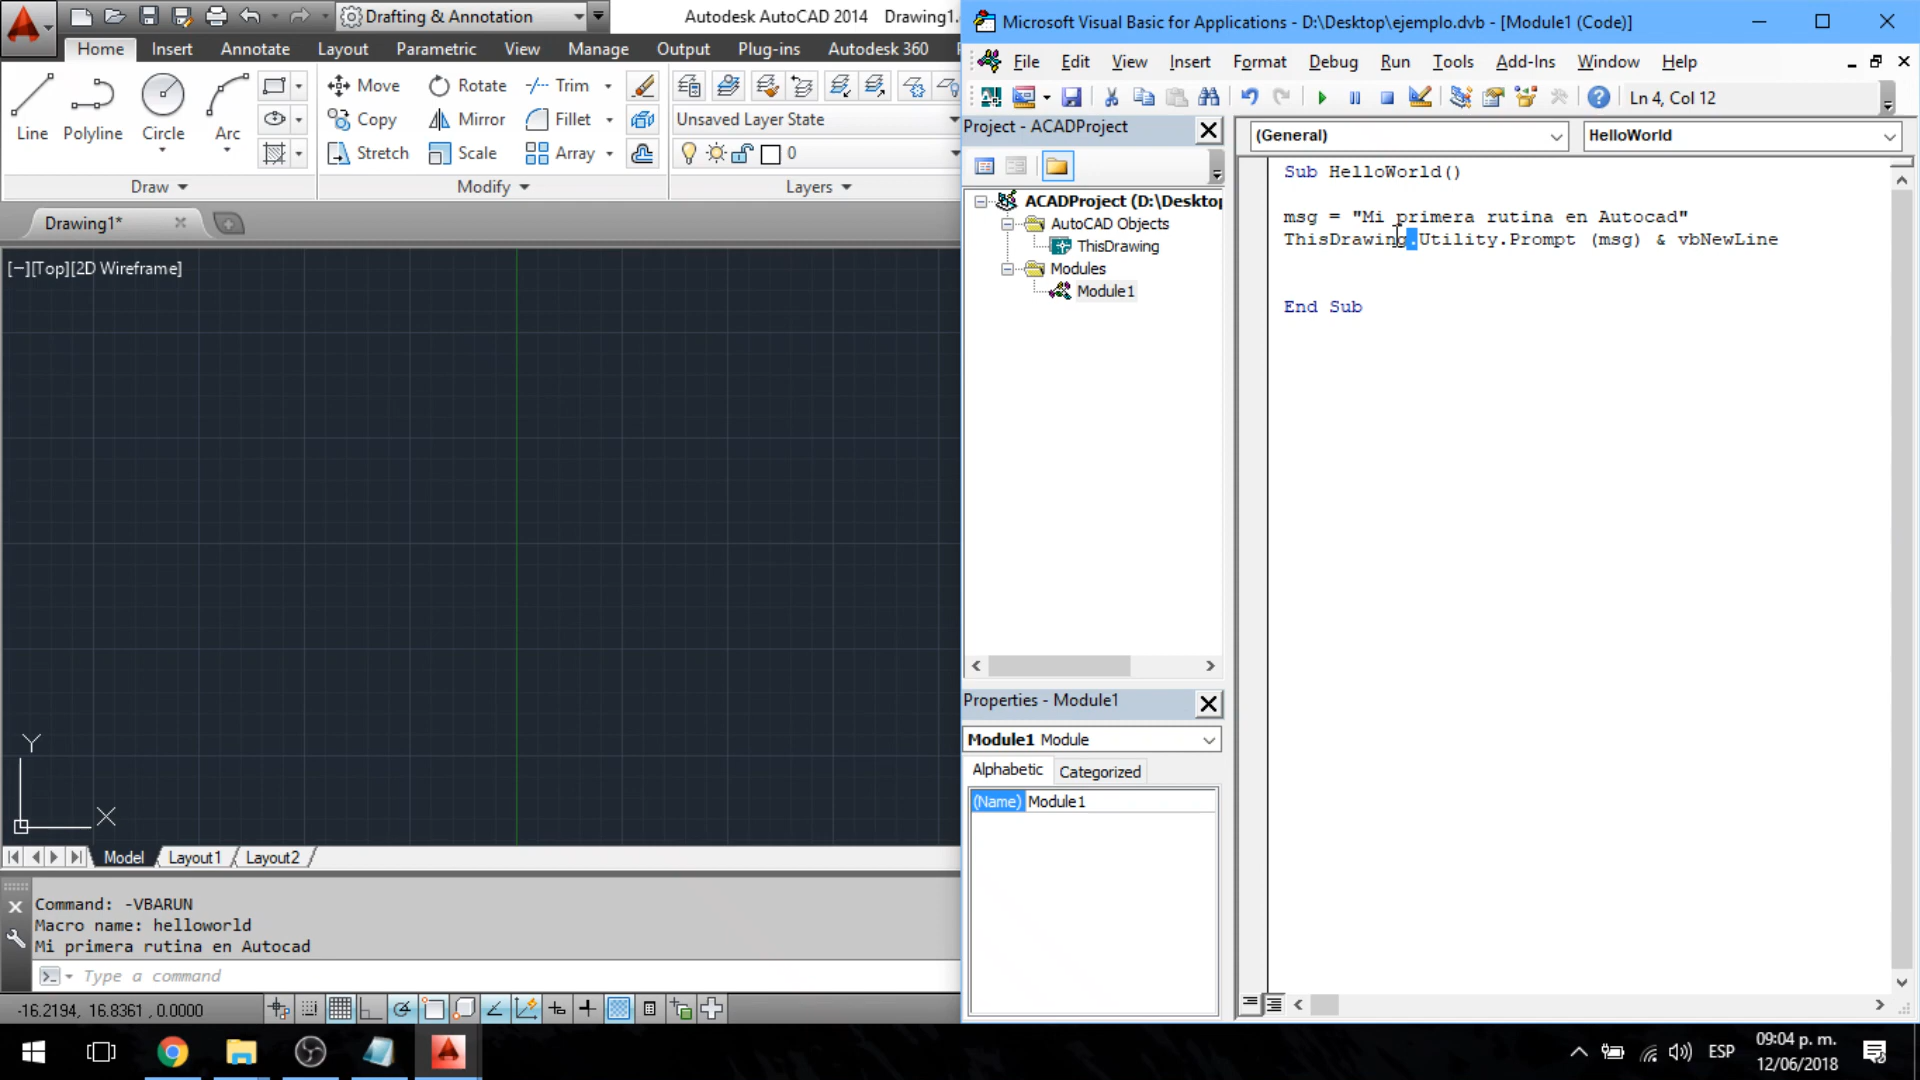 Drafting & Annotation
Autodesk AutoCAD 2014 Drawing1.
Home Insert Annotate Layout Parametric View Manage Output Plug-ins Autodesk 360
Line Polyline Circle Arc
Move Rotate Trim
Copy Mirror Fillet
Stretch Scale Array
Unsaved Layer State
0
Draw Modify Layers
Drawing1*
[−][Top][2D Wireframe]
Y
X
Model Layout1 Layout2
Command: -VBARUN
Macro name: helloworld
Mi primera rutina en Autocad
Type a command
-16.2194, 16.8361 , 0.0000
Microsoft Visual Basic for Applications - D:\Desktop\ejemplo.dvb - [Module1 (Code)]
File Edit View Insert Format Debug Run Tools Add-Ins Window Help
Ln 4, Col 12
Project - ACADProject
ACADProject (D:\Deskto
AutoCAD Objects
ThisDrawing
Modules
Module1
Properties - Module1
Module1 Module
Alphabetic Categorized
(Name) Module1
(General) HelloWorld
Sub HelloWorld()
msg = "Mi primera rutina en Autocad"
ThisDrawing.Utility.Prompt (msg) & vbNewLine
End Sub
ESP
09:04 p. m.
12/06/2018